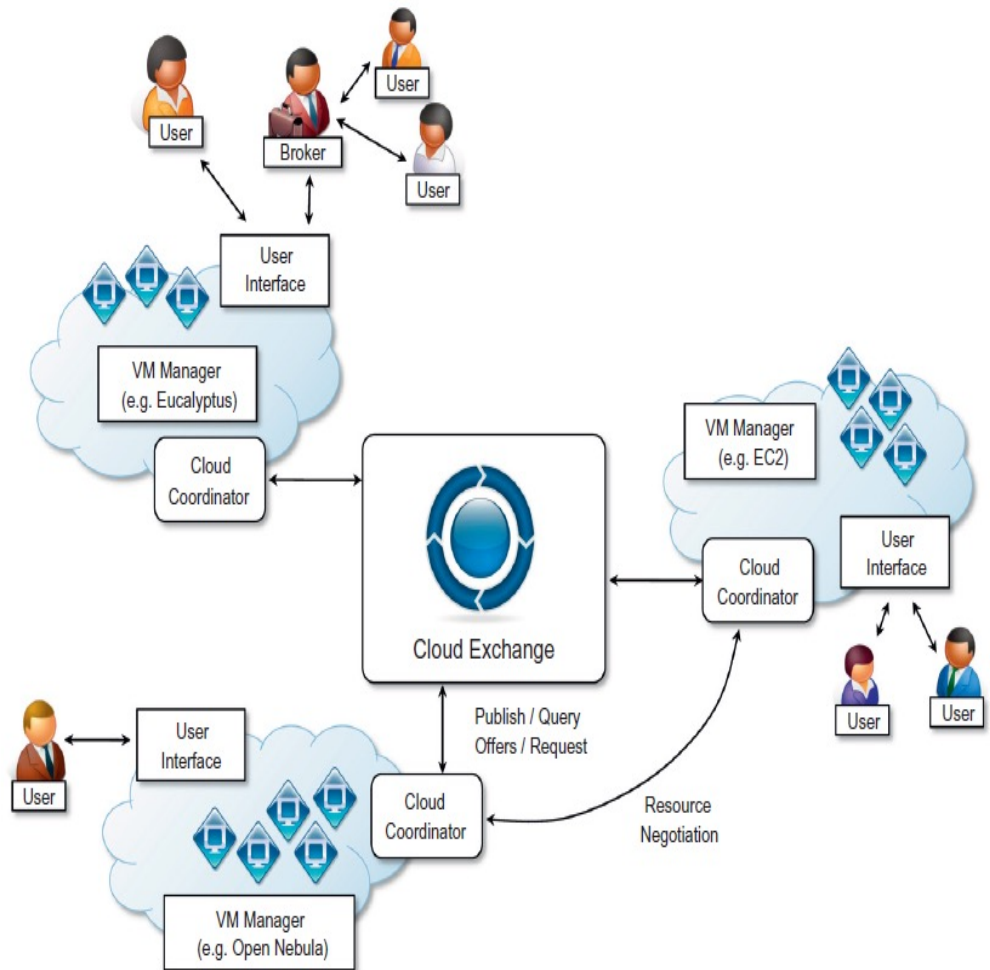 User
Broker
User
User
User
Interface
VM Manager
(e.g. Eucalyptus)
Cloud
Coordinator
Cloud Exchange
VM Manager
(e.g. EC2)
Cloud
Coordinator
User
Interface
User
User
Publish / Query
Offers / Request
Resource
Negotiation
User
User
Interface
Cloud
Coordinator
VM Manager
(e.g. Open Nebula)